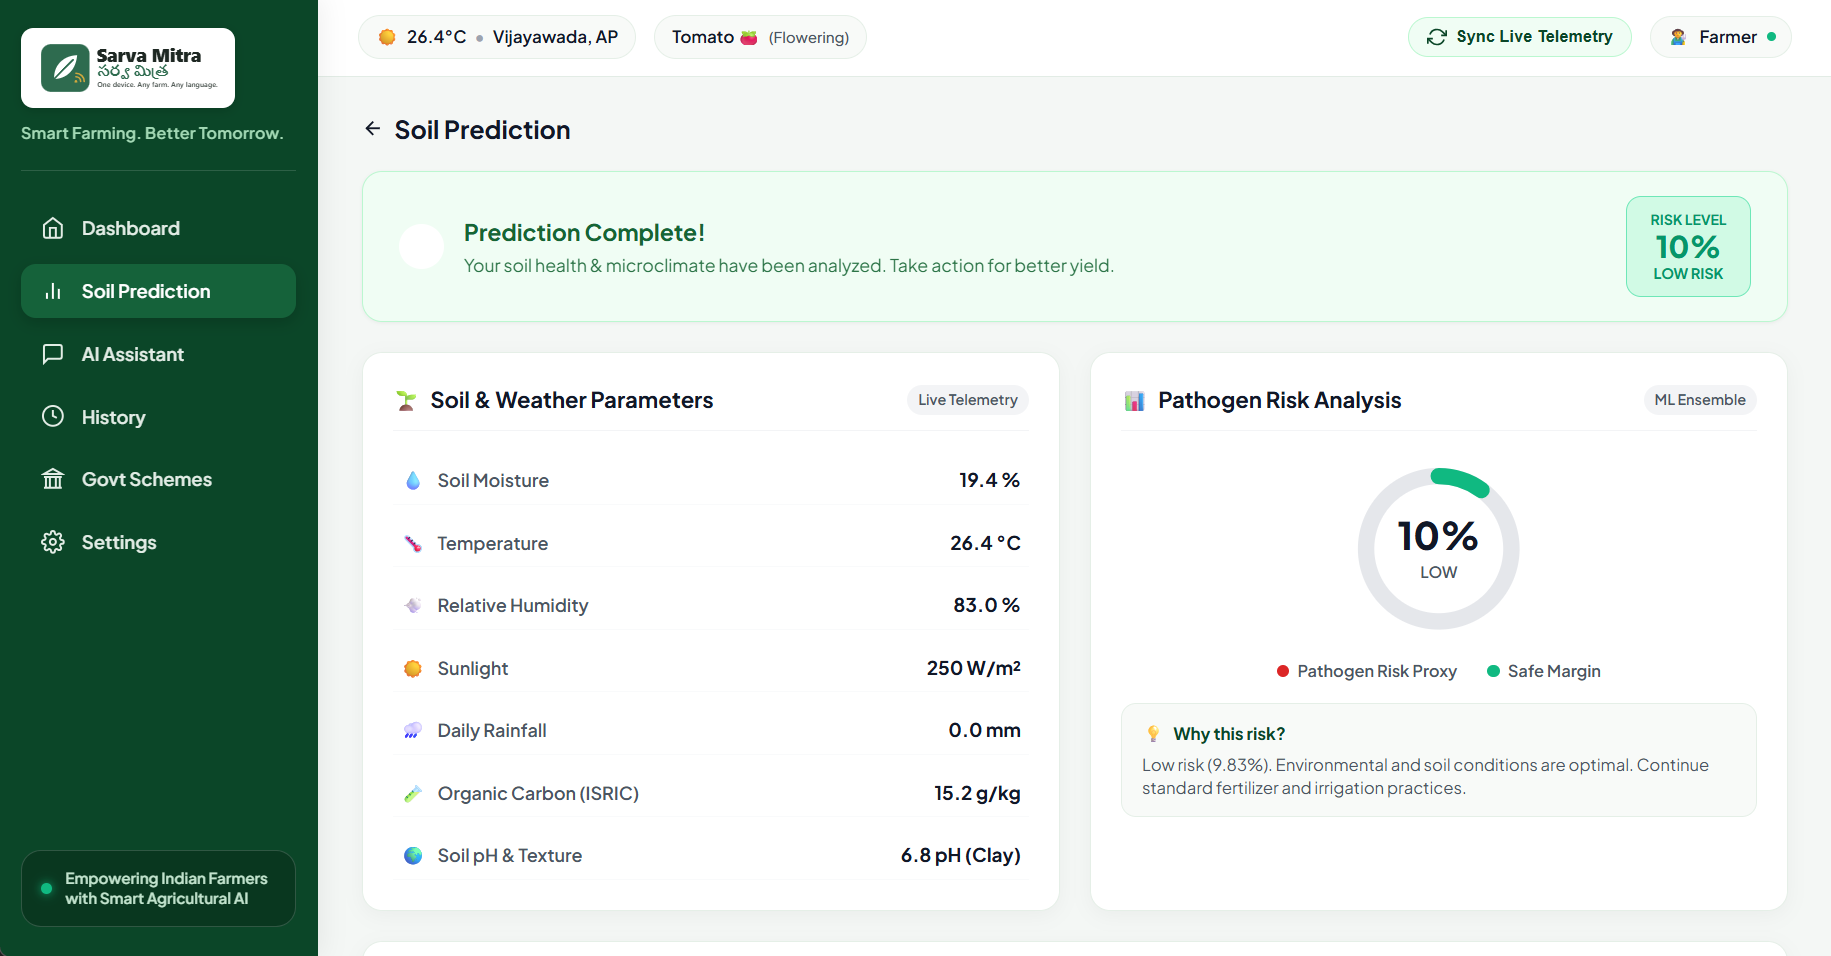 Sarva Mitra
సర్వ మిత్ర
One device. Any farm. Any language.
Smart Farming. Better Tomorrow.
Dashboard
Soil Prediction
AI Assistant
History
Govt Schemes
Settings
Empowering Indian Farmers
with Smart Agricultural AI
26.4°C • Vijayawada, AP
Tomato (Flowering)
Sync Live Telemetry
Farmer
← Soil Prediction
Prediction Complete!
Your soil health & microclimate have been analyzed. Take action for better yield.
RISK LEVEL
10%
LOW RISK
Soil & Weather Parameters
Live Telemetry
Soil Moisture 19.4 %
Temperature 26.4 °C
Relative Humidity 83.0 %
Sunlight 250 W/m²
Daily Rainfall 0.0 mm
Organic Carbon (ISRIC) 15.2 g/kg
Soil pH & Texture 6.8 pH (Clay)
Pathogen Risk Analysis
ML Ensemble
10%
LOW
Pathogen Risk Proxy
Safe Margin
Why this risk?
Low risk (9.83%). Environmental and soil conditions are optimal. Continue
standard fertilizer and irrigation practices.